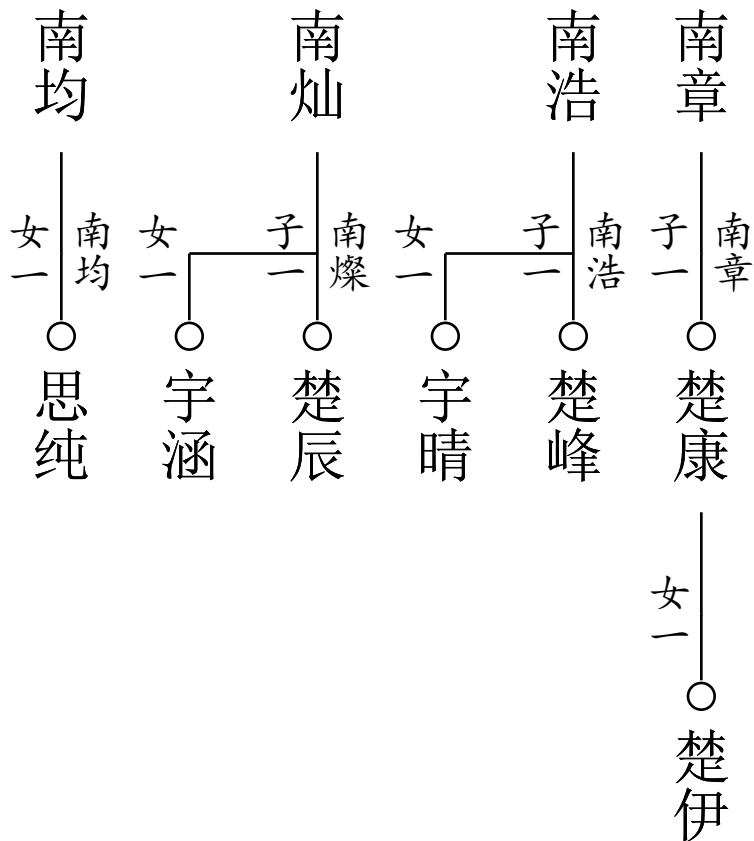 南章
南浩
南灿
南均
南章
子一
南浩
子一
女一
南燦
子一
女一
南均
女一
楚康
楚峰
宇晴
楚辰
宇涵
思纯
女一
楚伊